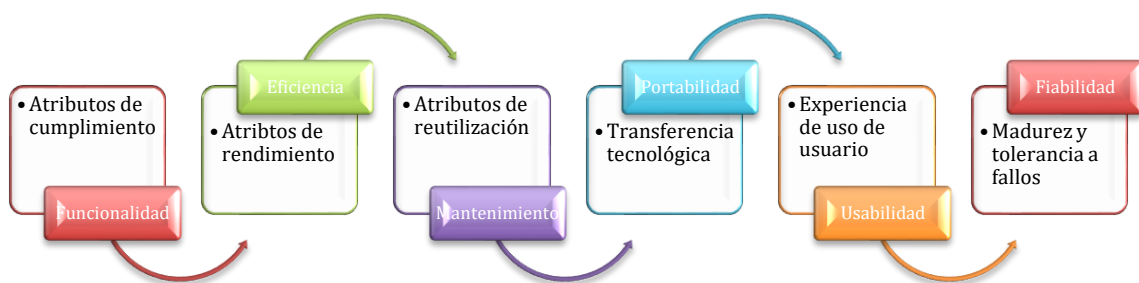 • Atributos de
cumplimiento
Funcionalidad
Eficiencia
• Atribtos de
rendimiento
• Atributos de
reutilización
Mantenimiento
Portabilidad
• Transferencia
tecnológica
• Experiencia
de uso de
usuario
Usabilidad
Fiabilidad
• Madurez y
tolerancia a
fallos